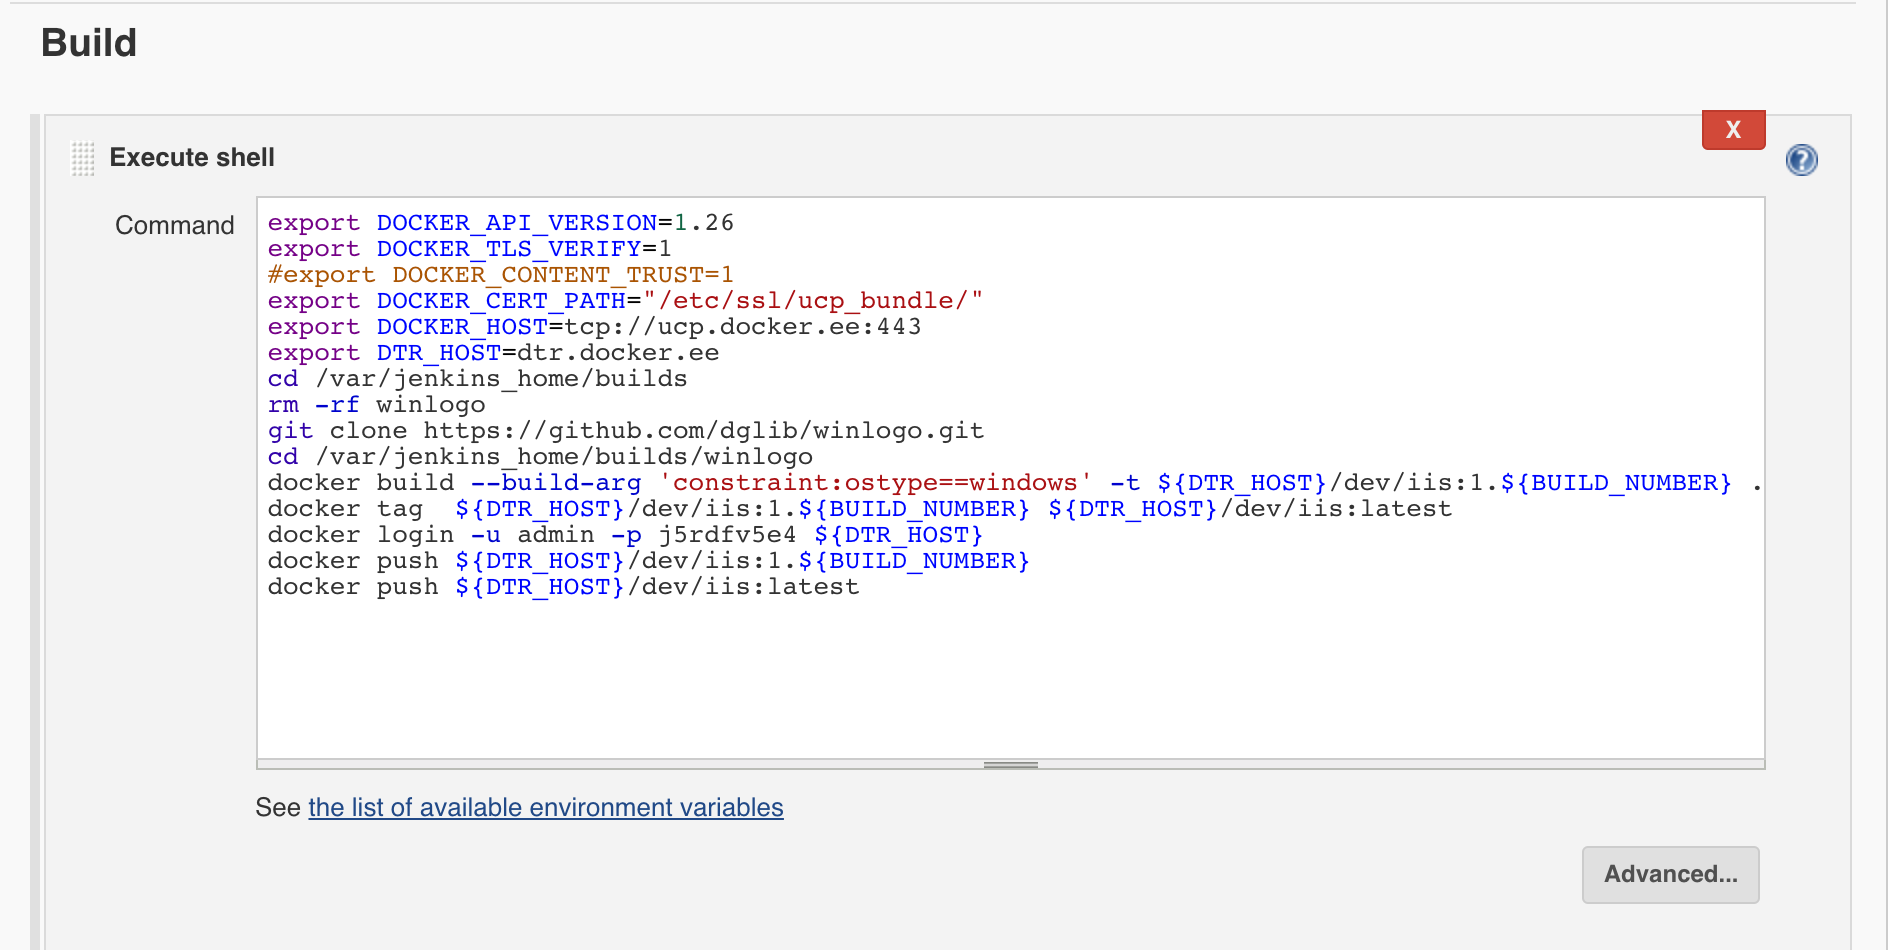 Build
X
Execute shell
?
Command
export DOCKER_API_VERSION=1.26
export DOCKER_TLS_VERIFY=1
#export DOCKER_CONTENT_TRUST=1
export DOCKER_CERT_PATH="/etc/ssl/ucp_bundle/"
export DOCKER_HOST=tcp://ucp.docker.ee:443
export DTR_HOST=dtr.docker.ee
cd /var/jenkins_home/builds
rm -rf winlogo
git clone https://github.com/dglib/winlogo.git
cd /var/jenkins_home/builds/winlogo
docker build --build-arg 'constraint:ostype==windows' -t ${DTR_HOST}/dev/iis:1.${BUILD_NUMBER} .
docker tag  ${DTR_HOST}/dev/iis:1.${BUILD_NUMBER} ${DTR_HOST}/dev/iis:latest
docker login -u admin -p j5rdfv5e4 ${DTR_HOST}
docker push ${DTR_HOST}/dev/iis:1.${BUILD_NUMBER}
docker push ${DTR_HOST}/dev/iis:latest
See the list of available environment variables
Advanced...